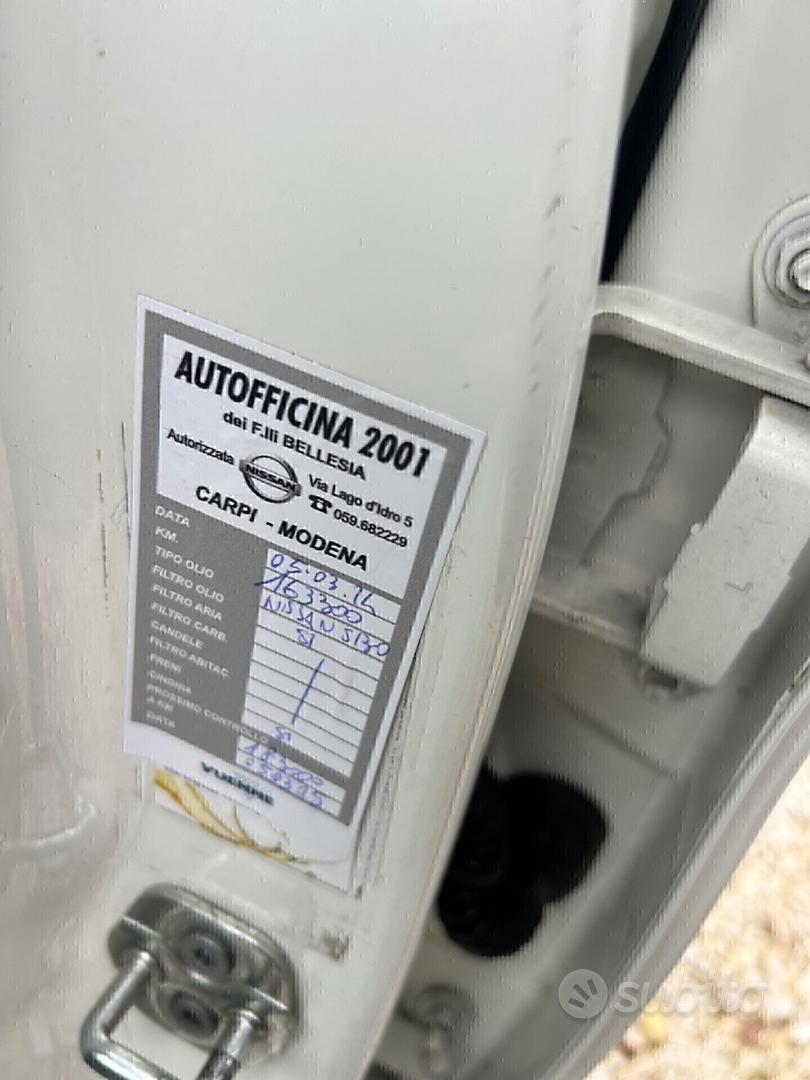 AUTOFFICINA 2001
dei F.lli BELLESIA
Autorizzata NISSAN Via Lago d'Idro 5
☎ 059.682229
CARPI - MODENA
DATA 05.03.14
KM. 163300
TIPO OLIO NISSAN 5W30
FILTRO OLIO SI
FILTRO ARIA
FILTRO CARB.
CANDELE
FILTRO ABITAC.
FRENI
CINGHIA
PROSSIMO CONTROLLO SI
A KM
DATA
subito